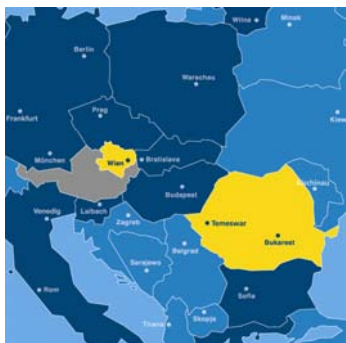 Wilna
Minsk
Berlin
Warschau
Frankfurt
Prag
Kiew
München
Wien
Bratislava
Budapest
Chisinau
Venedig
Laibach
Zagreb
Temeswar
Belgrad
Bukarest
Sarajewo
Rom
Sofia
Tirana
Skopje